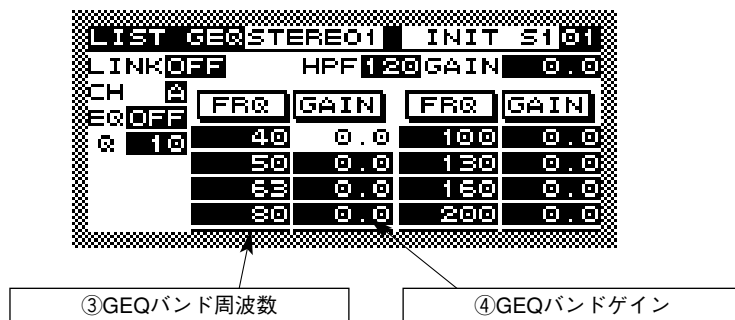 LIST GEQ STEREO1 INIT S1 01
LINK OFF HPF 120 GAIN 0.0
CH A
FRQ GAIN FRQ GAIN
EQ OFF
Q 10 40 0.0 100 0.0
50 0.0 130 0.0
63 0.0 160 0.0
80 0.0 200 0.0
③GEQバンド周波数
④GEQバンドゲイン